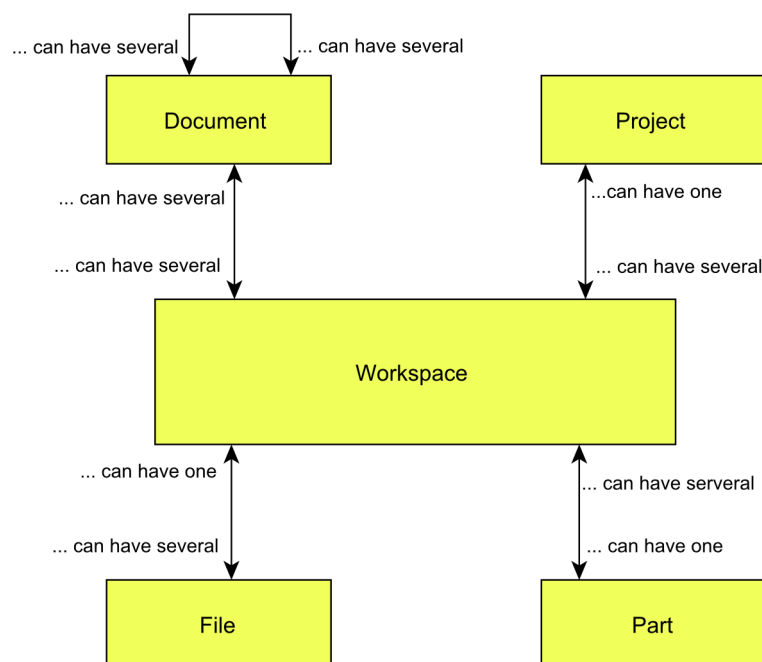 ... can have several
... can have several
Document
Project
... can have several
...can have one
... can have several
... can have several
Workspace
... can have one
... can have serveral
... can have several
... can have one
File
Part